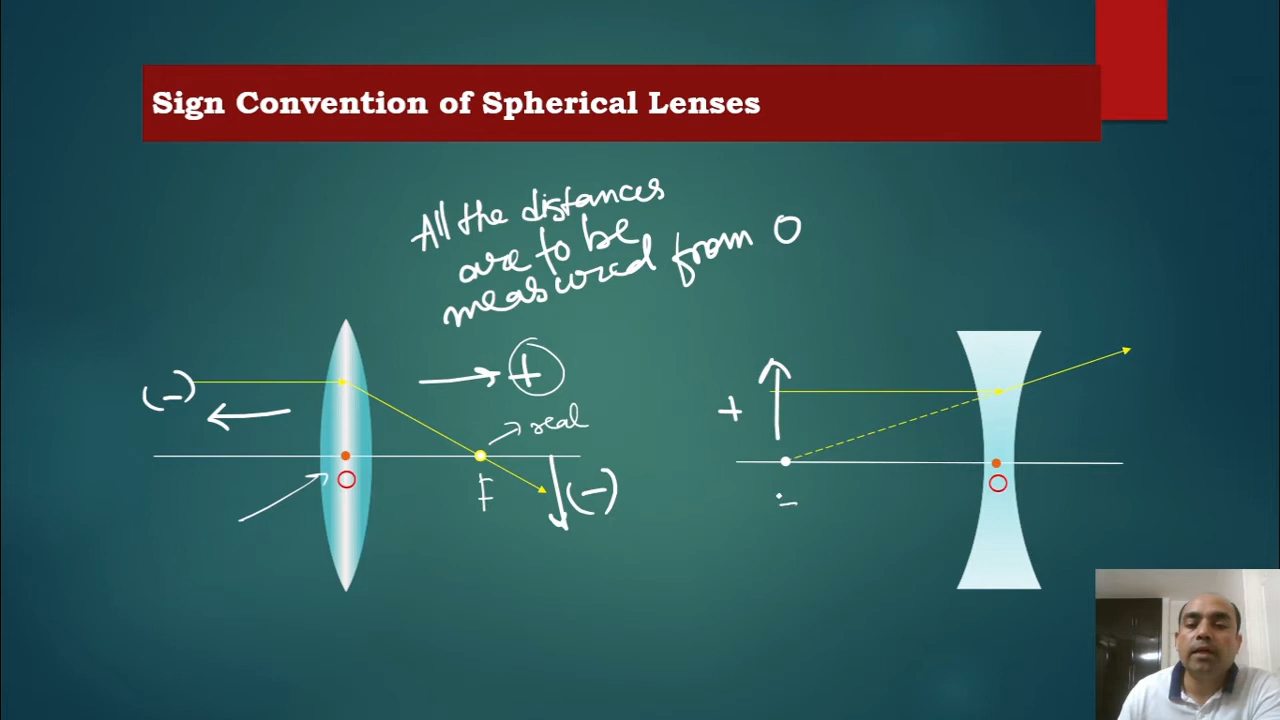 Sign Convention of Spherical Lenses
All the distances
are to be
measured from O
(-)
+
real
+
F
(-)
O
O